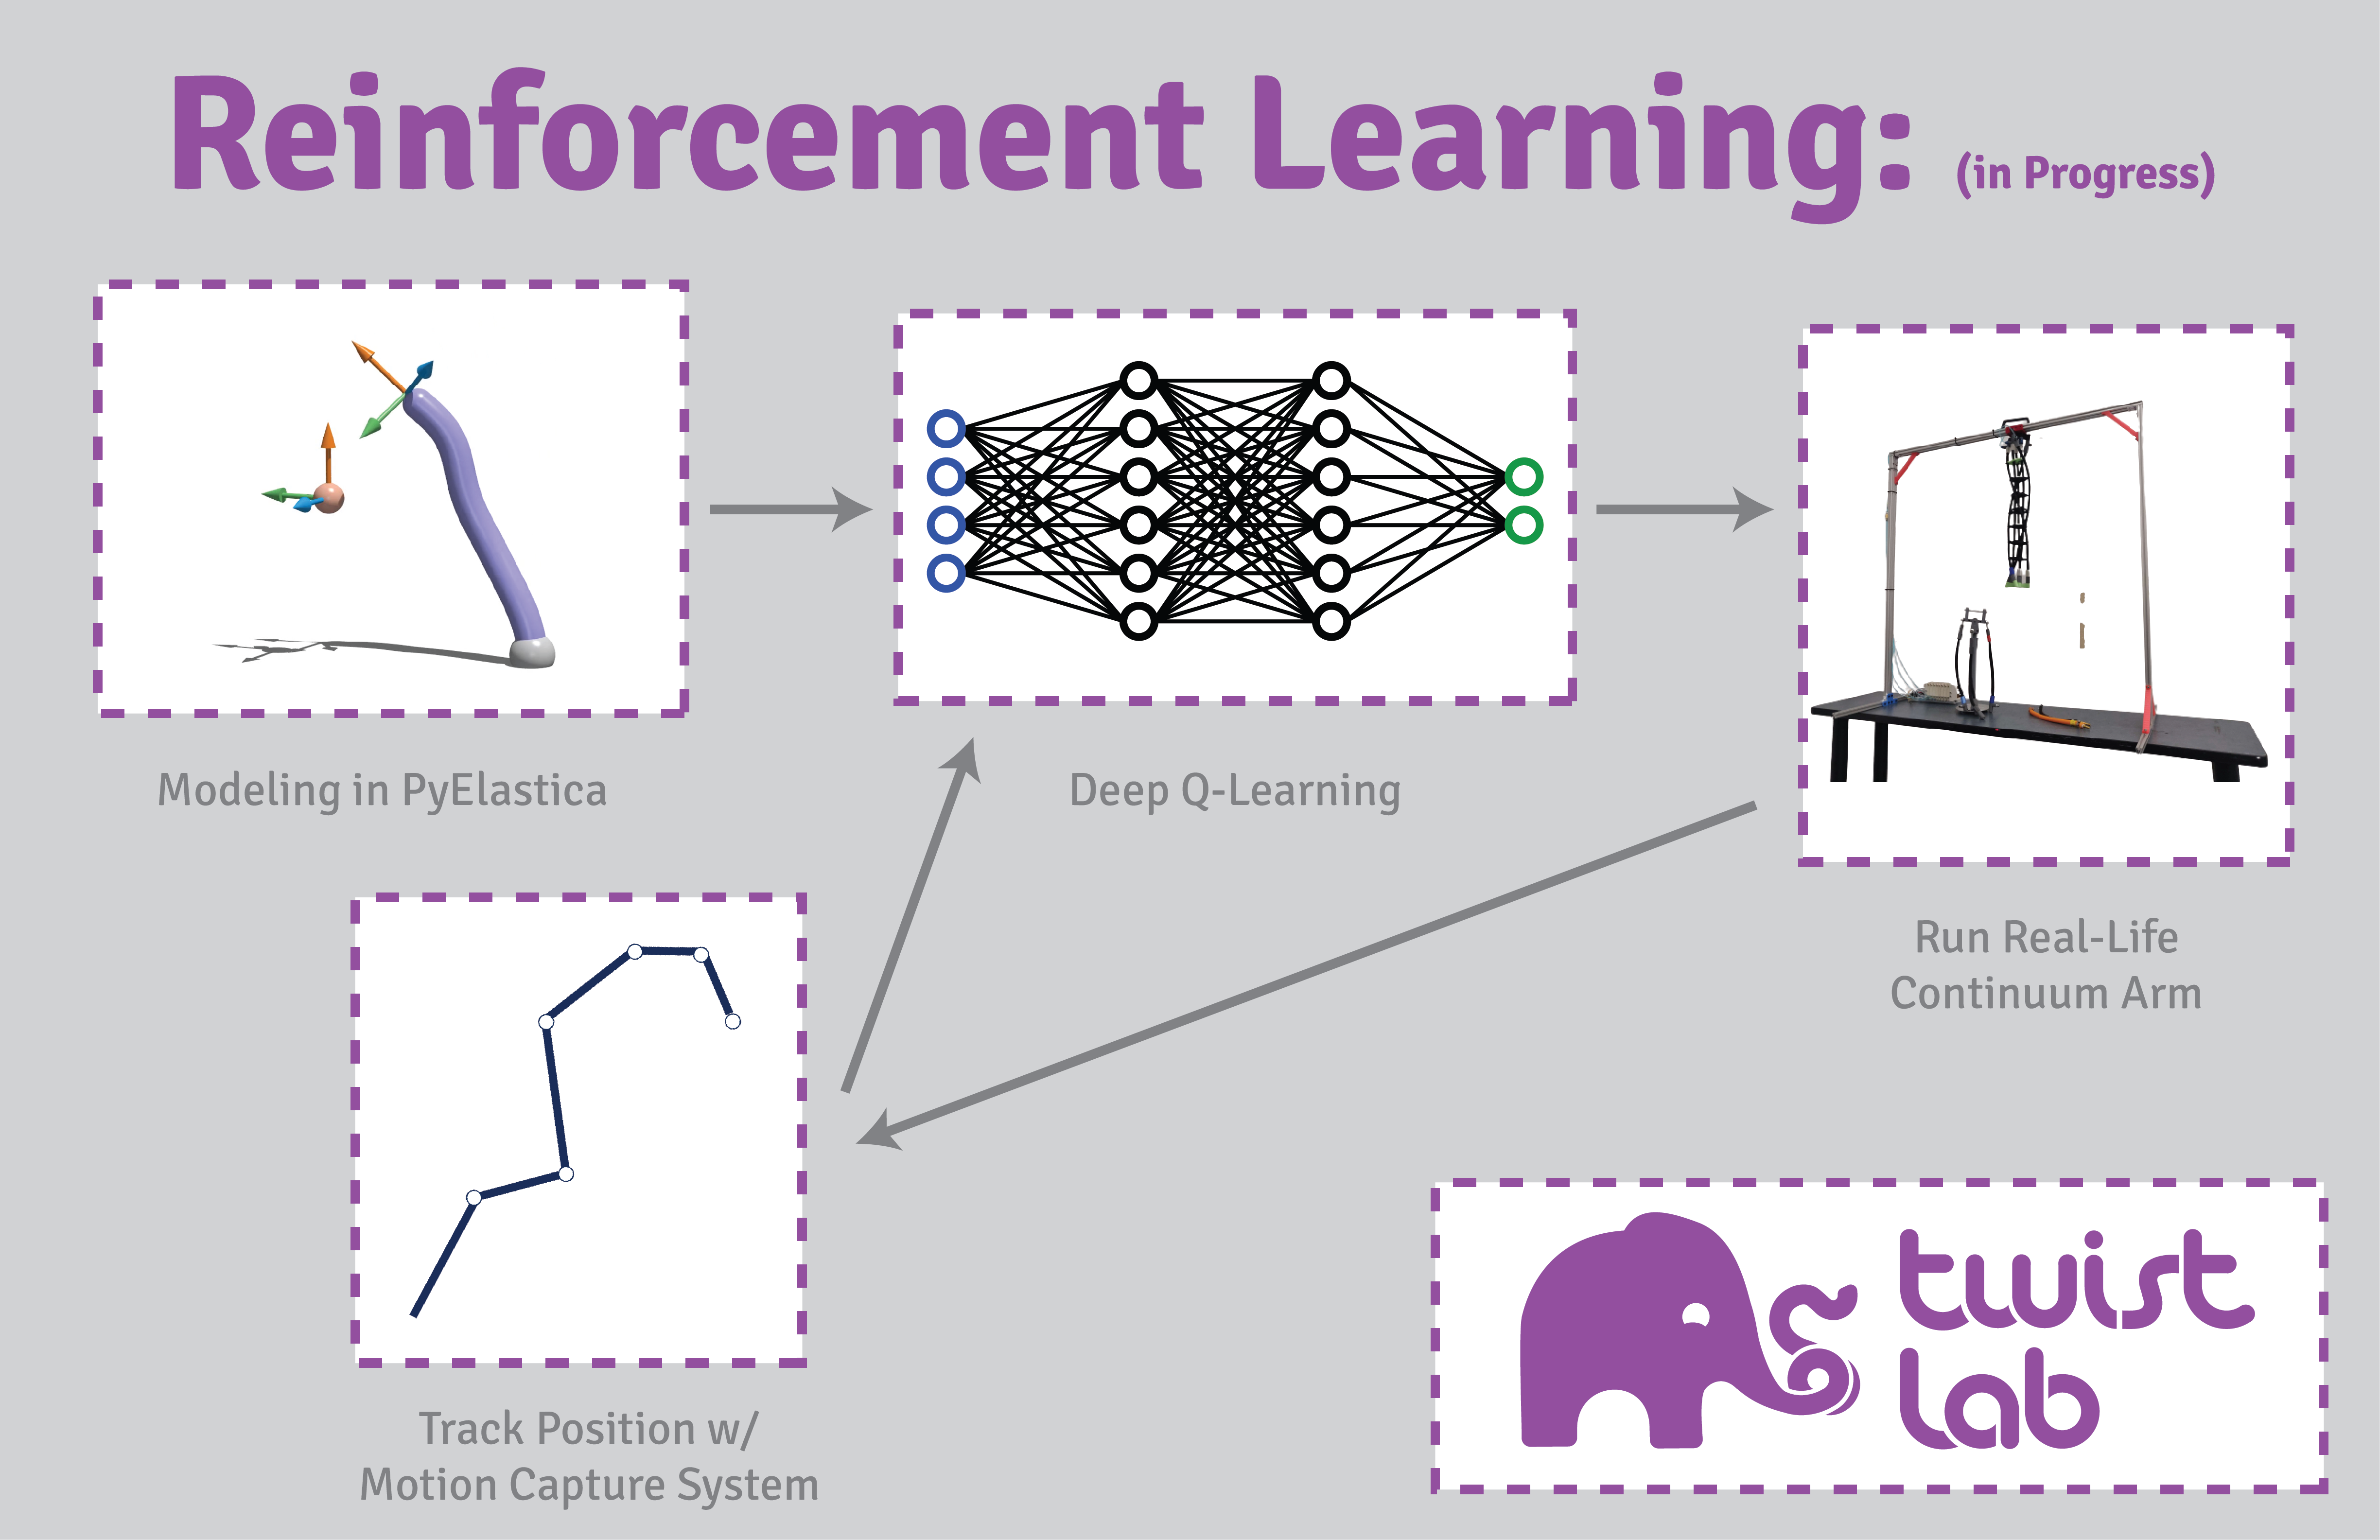 Reinforcement Learning: (in Progress)
Modeling in PyElastica
Deep Q-Learning
Run Real-Life
Continuum Arm
Track Position w/
Motion Capture System
twist
lab